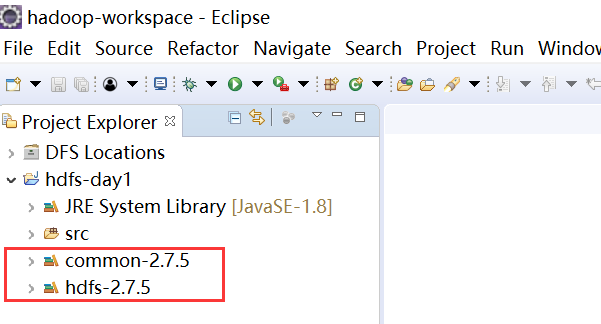 hadoop-workspace - Eclipse
File Edit Source Refactor Navigate Search Project Run Window
Project Explorer
DFS Locations
hdfs-day1
JRE System Library [JavaSE-1.8]
src
common-2.7.5
hdfs-2.7.5